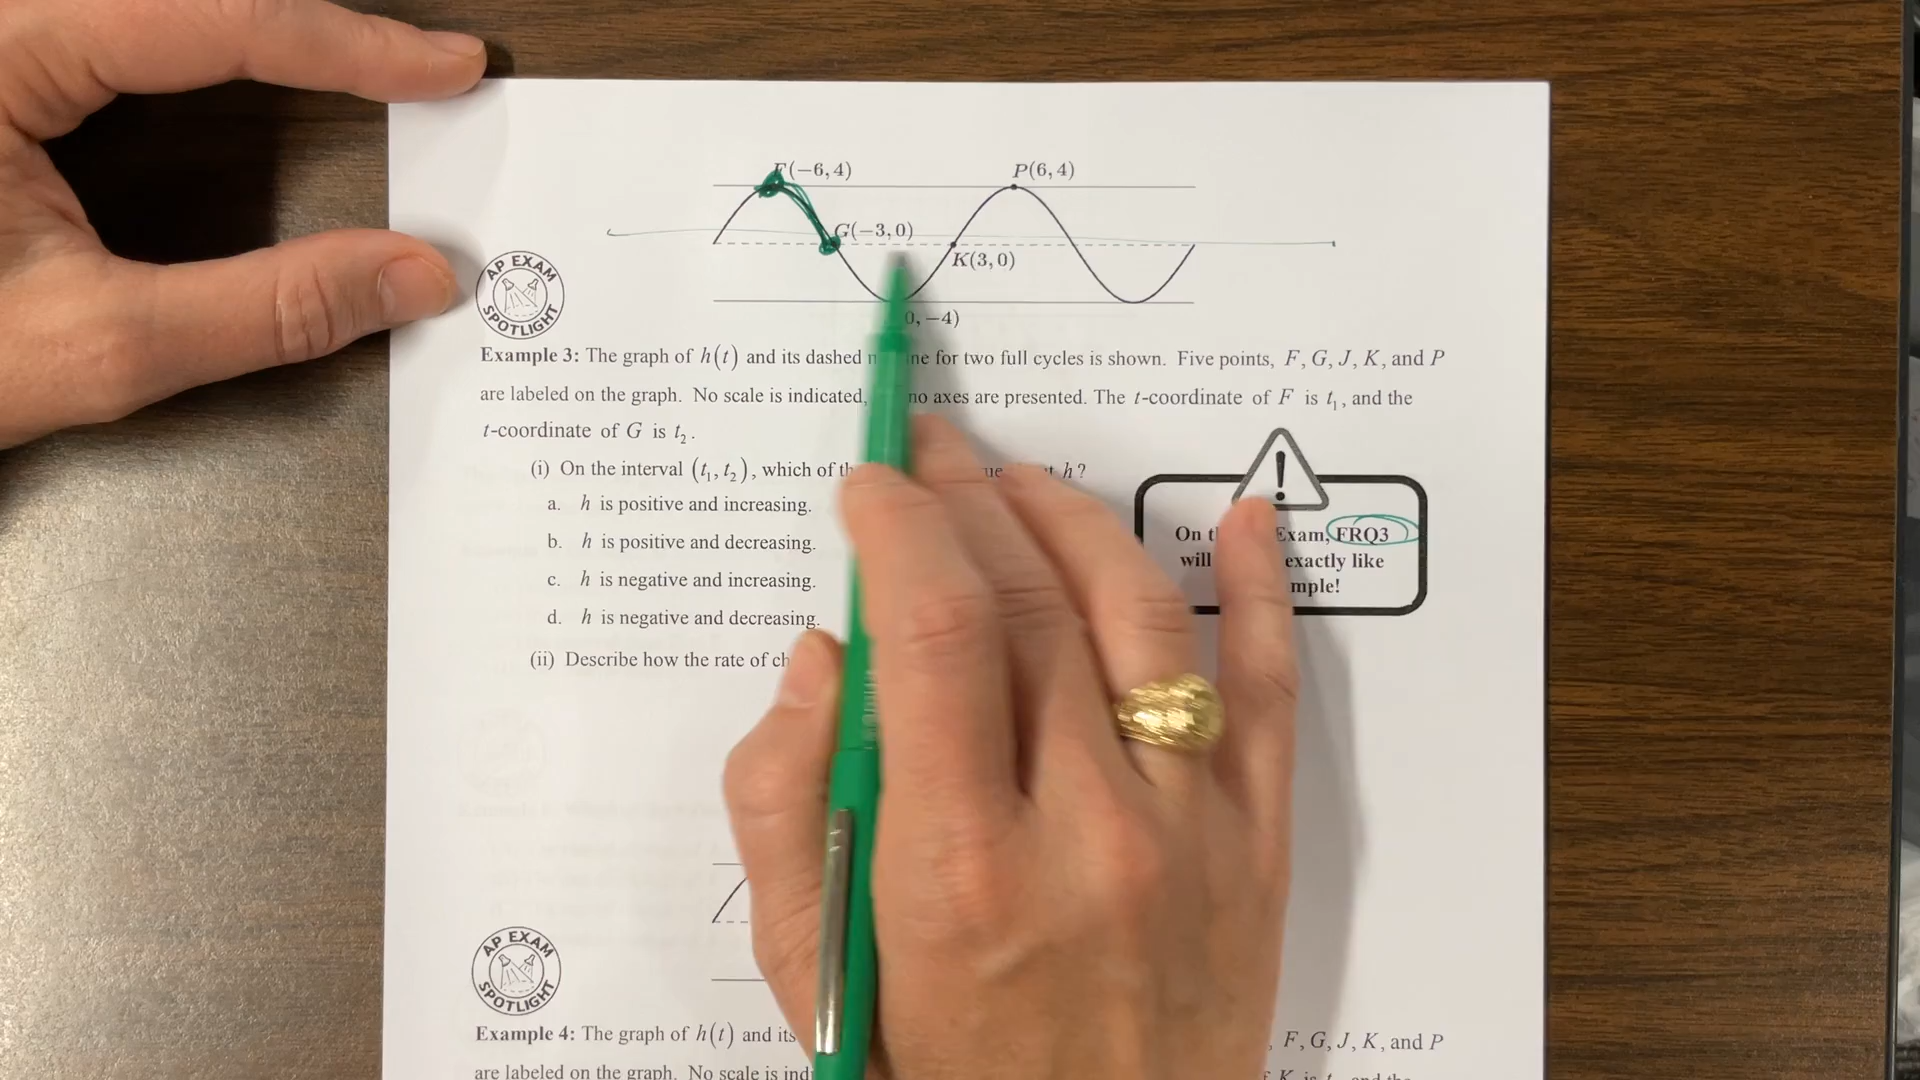 F(−6, 4)
P(6, 4)
G(−3, 0)
K(3, 0)
0, −4)
AP EXAM
SPOTLIGHT
Example 3: The graph of h(t) and its dashed ne for two full cycles is shown. Five points, F, G, J, K, and P
are labeled on the graph. No scale is indicated, no axes are presented. The t-coordinate of F is t₁, and the
t-coordinate of G is t₂.
(i) On the interval (t₁, t₂), which of h?
a. h is positive and increasing.
b. h is positive and decreasing.
c. h is negative and increasing.
d. h is negative and decreasing.
!
On Exam, FRQ3
will exactly like
mple!
(ii) Describe how the rate of
AP EXAM
SPOTLIGHT
Example 4: The graph of h(t) and its , F, G, J, K, and P
are labeled on the graph. No scale is K is and the